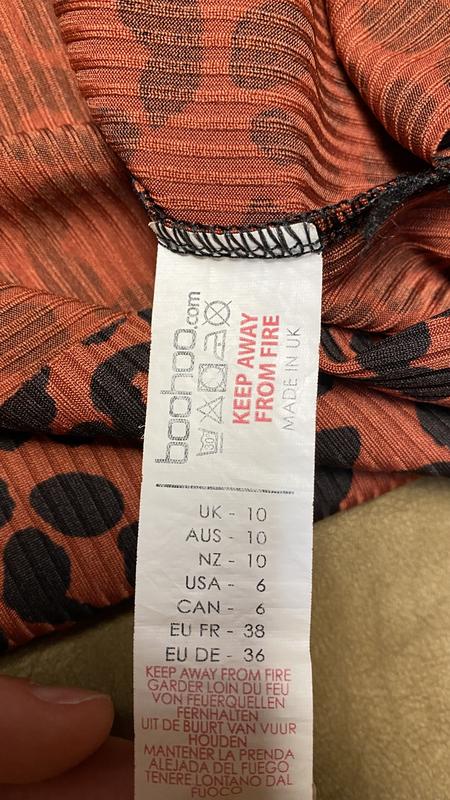 boohoo.com
30
KEEP AWAY
FROM FIRE
MADE IN UK
UK - 10
AUS - 10
NZ - 10
USA - 6
CAN - 6
EU FR - 38
EU DE - 36
KEEP AWAY FROM FIRE
GARDER LOIN DU FEU
VON FEUERQUELLEN
FERNHALTEN
UIT DE BUURT VAN VUUR
HOUDEN
MANTENER LA PRENDA
ALEJADA DEL FUEGO
TENERE LONTANO DAL
FUOCO